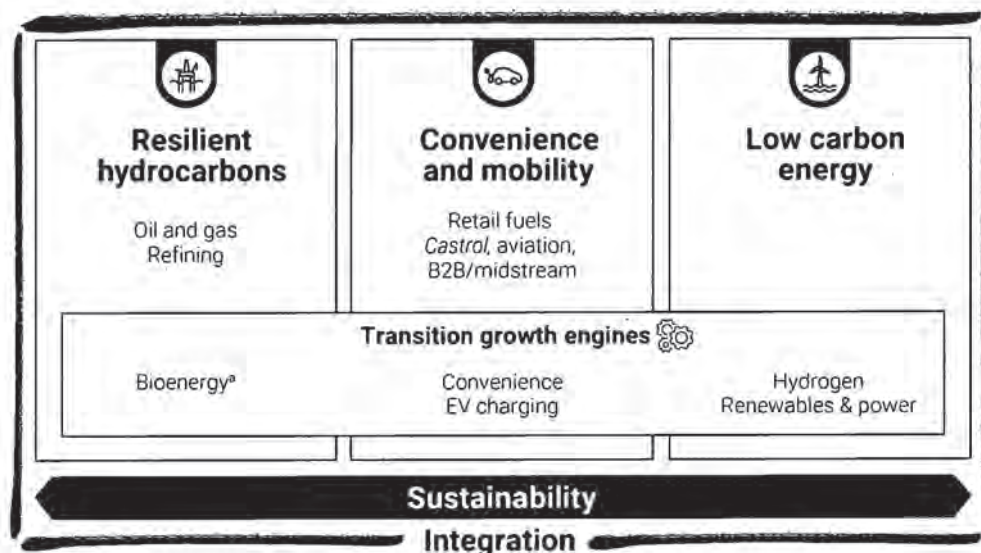 Resilient
hydrocarbons
Oil and gas
Refining
Convenience
and mobility
Retail fuels
Castrol, aviation,
B2B/midstream
Low carbon
energy
Transition growth engines
Bioenergyª
Convenience
EV charging
Hydrogen
Renewables & power
Sustainability
Integration